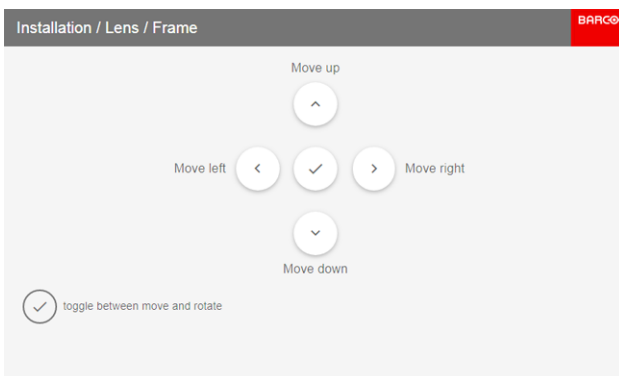 Installation / Lens / Frame
BARCO
Move up
Move left
Move right
Move down
toggle between move and rotate